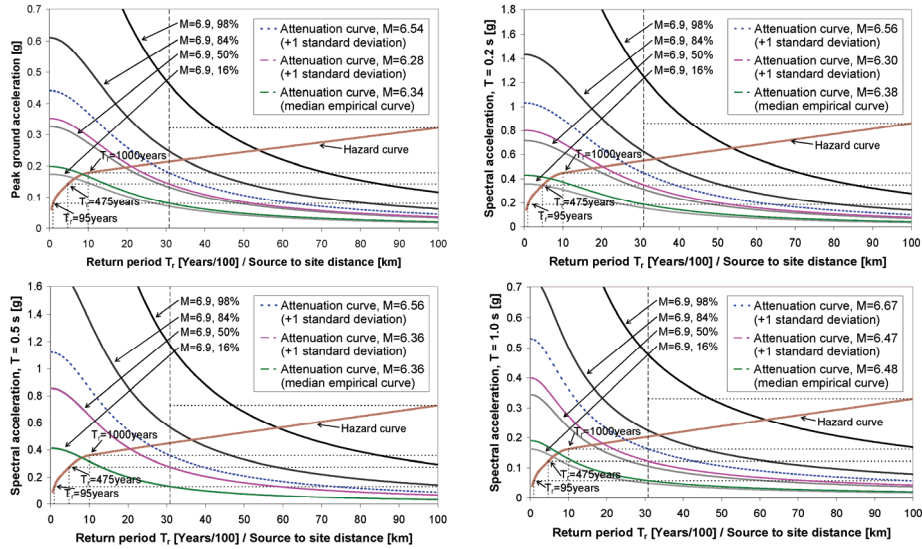 Peak ground acceleration [g]
0.7
0.6
0.5
0.4
0.3
0.2
0.1
0.0
M=6.9, 98%
M=6.9, 84%
M=6.9, 50%
M=6.9, 16%
Attenuation curve, M=6.54
(+1 standard deviation)
Attenuation curve, M=6.28
(+1 standard deviation)
Attenuation curve, M=6.34
(median empirical curve)
Hazard curve
Tr=1000years
Tr=475years
Tr=95years
0 10 20 30 40 50 60 70 80 90 100
Return period Tr [Years/100] / Source to site distance [km]
Spectral acceleration, T = 0.2 s [g]
1.8
1.6
1.4
1.2
1.0
0.8
0.6
0.4
0.2
0.0
M=6.9, 98%
M=6.9, 84%
M=6.9, 50%
M=6.9, 16%
Attenuation curve, M=6.56
(+1 standard deviation)
Attenuation curve, M=6.30
(+1 standard deviation)
Attenuation curve, M=6.38
(median empirical curve)
Hazard curve
Tr=1000years
Tr=475years
Tr=95years
0 10 20 30 40 50 60 70 80 90 100
Return period Tr [Years/100] / Source to site distance [km]
Spectral acceleration, T = 0.5 s [g]
1.6
1.4
1.2
1.0
0.8
0.6
0.4
0.2
0.0
M=6.9, 98%
M=6.9, 84%
M=6.9, 50%
M=6.9, 16%
Attenuation curve, M=6.56
(+1 standard deviation)
Attenuation curve, M=6.36
(+1 standard deviation)
Attenuation curve, M=6.36
(median empirical curve)
Hazard curve
Tr=1000years
Tr=475years
Tr=95years
0 10 20 30 40 50 60 70 80 90 100
Return period Tr [Years/100] / Source to site distance [km]
Spectral acceleration, T = 1.0 s [g]
0.7
0.6
0.5
0.4
0.3
0.2
0.1
0.0
M=6.9, 98%
M=6.9, 84%
M=6.9, 50%
M=6.9, 16%
Attenuation curve, M=6.67
(+1 standard deviation)
Attenuation curve, M=6.47
(+1 standard deviation)
Attenuation curve, M=6.48
(median empirical curve)
Hazard curve
Tr=1000years
Tr=475years
Tr=95years
0 10 20 30 40 50 60 70 80 90 100
Return period Tr [Years/100] / Source to site distance [km]